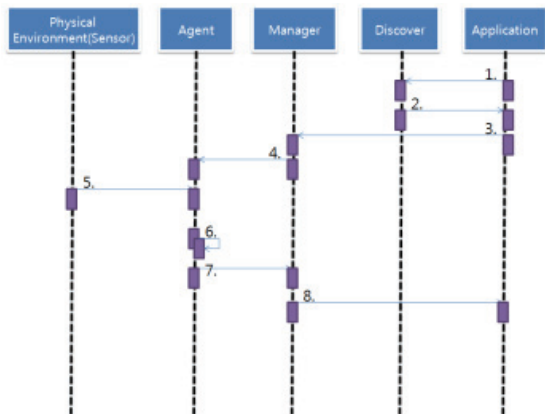 Physical
Environment(Sensor)
Agent
Manager
Discover
Application
1.
2.
3.
4.
5.
6.
7.
8.